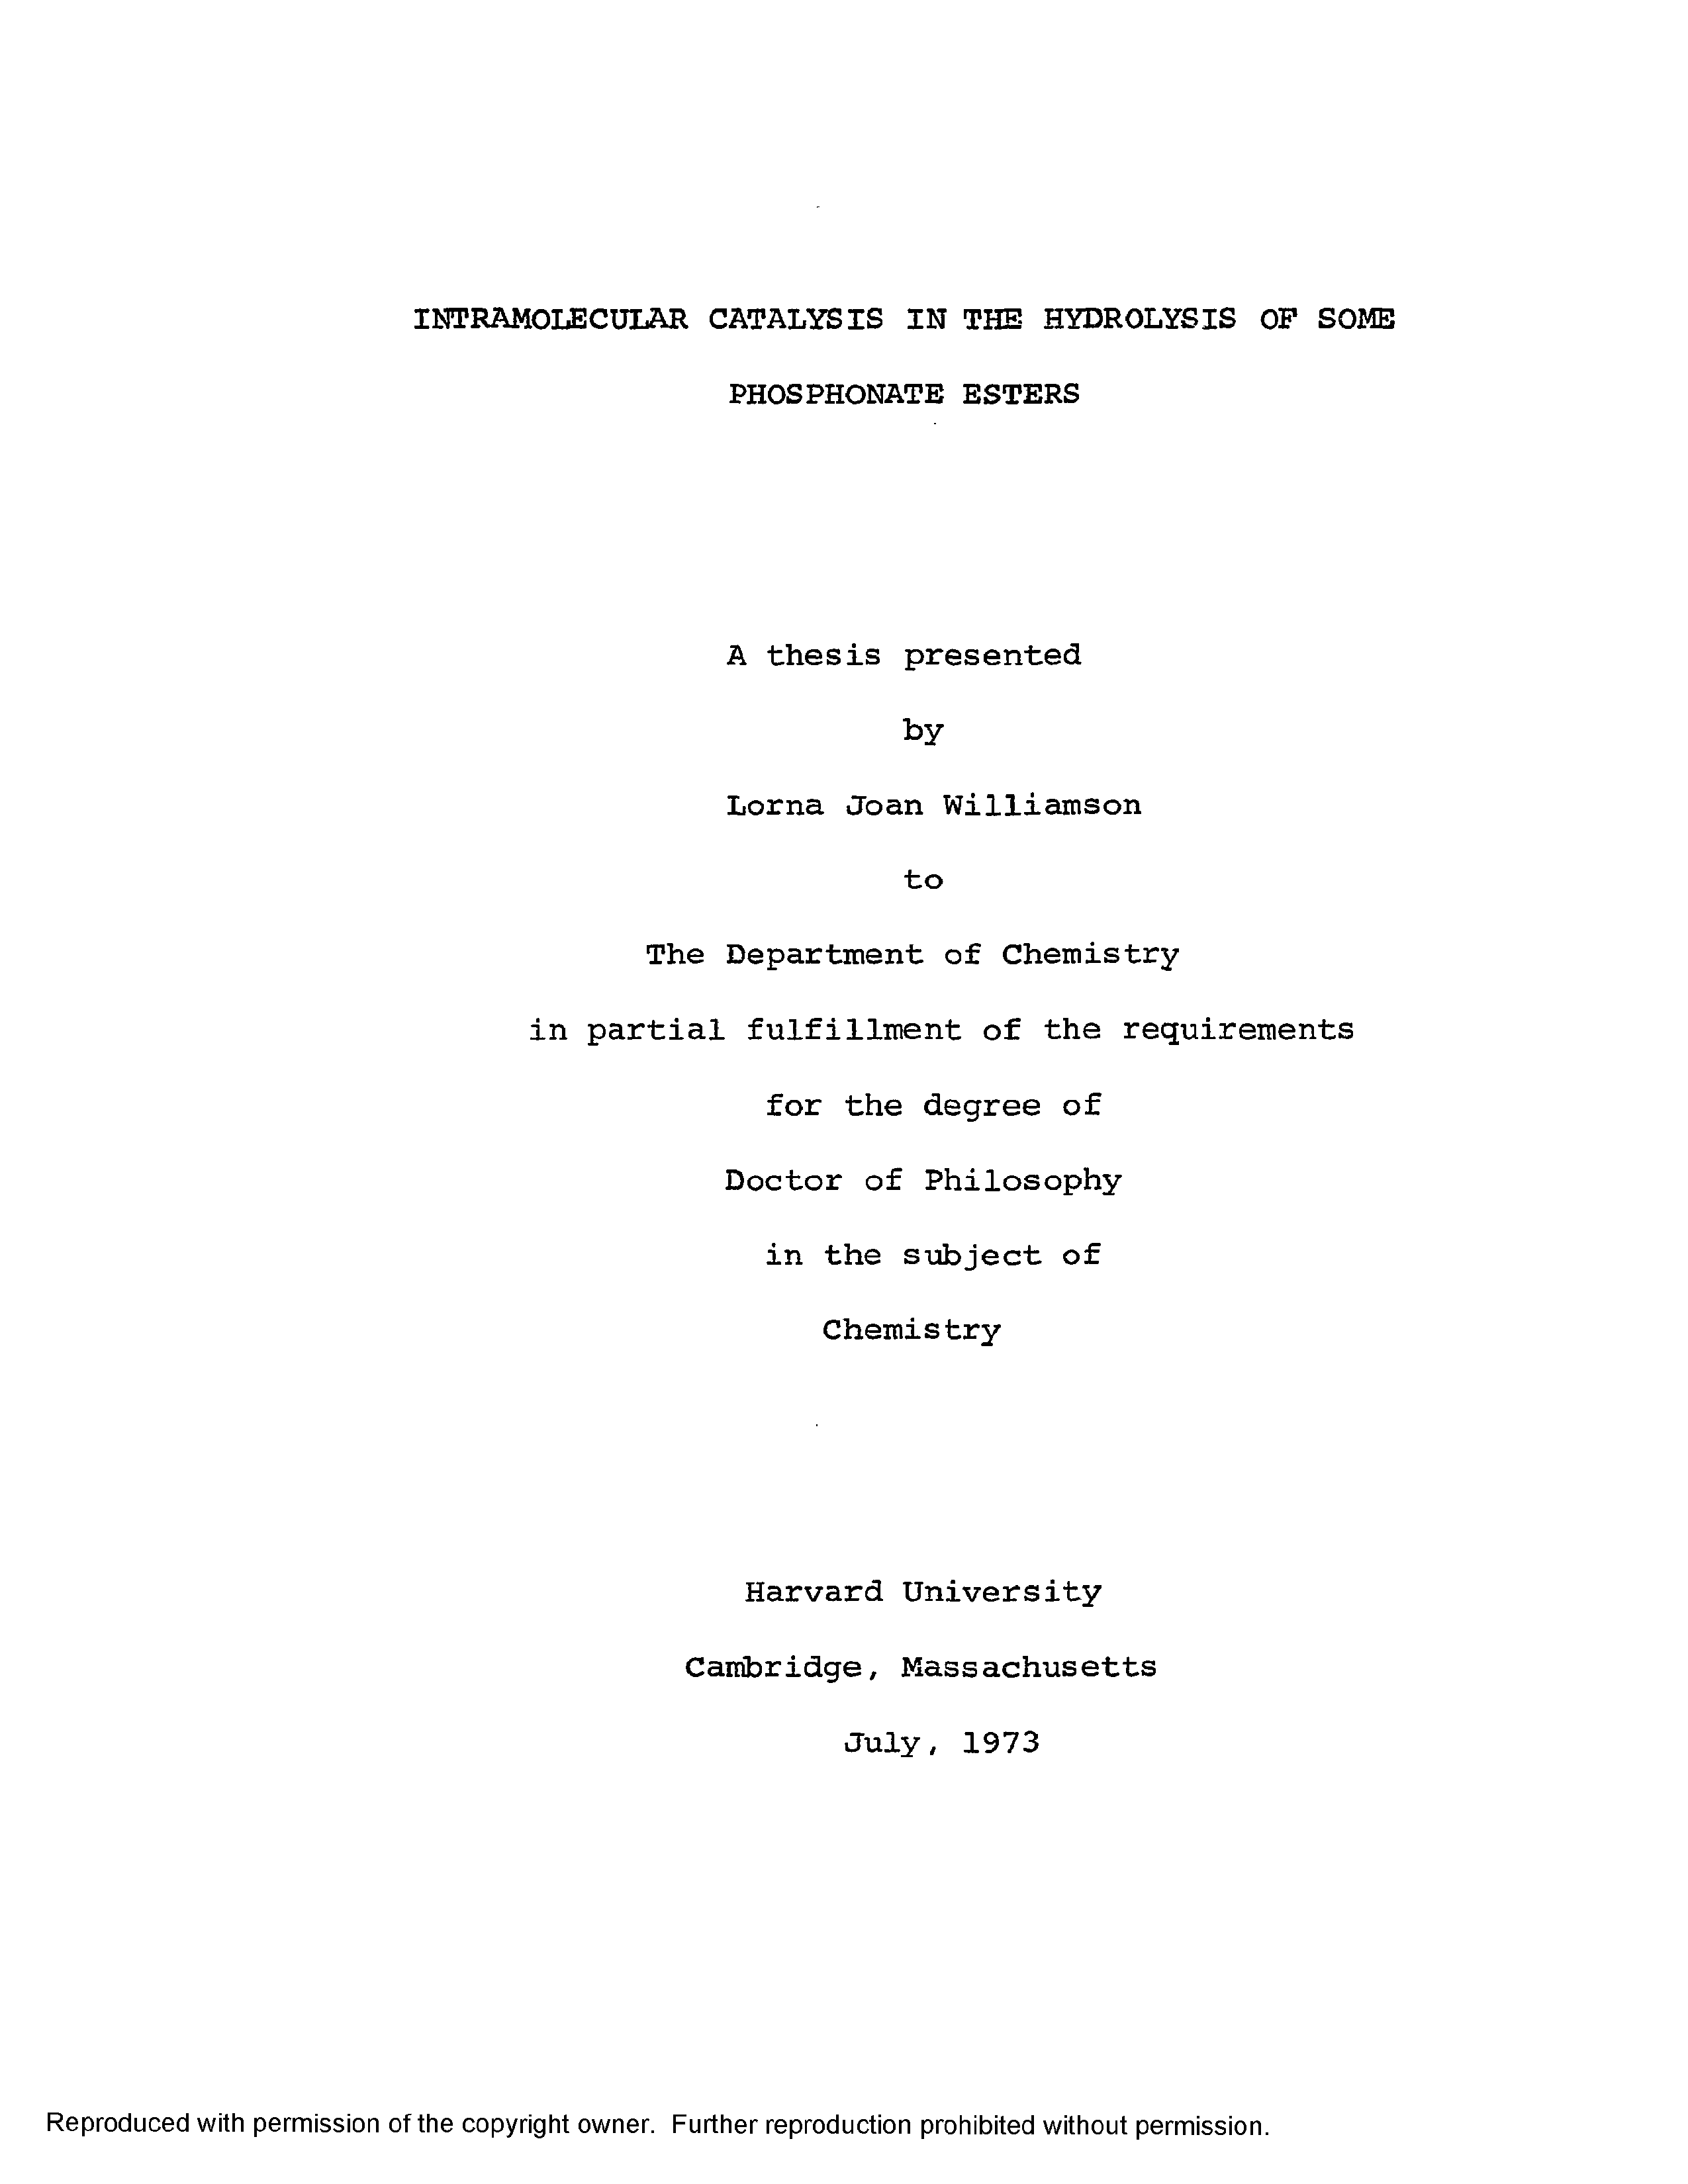 INTRAMOLECULAR CATALYSIS IN THE HYDROLYSIS OF SOME
PHOSPHONATE ESTERS
A thesis presented
by
Lorna Joan Williamson
to
The Department of Chemistry
in partial fulfillment of the requirements
for the degree of
Doctor of Philosophy
in the subject of
Chemistry
Harvard University
Cambridge, Massachusetts
July, 1973
Reproduced with permission of the copyright owner. Further reproduction prohibited without permission.